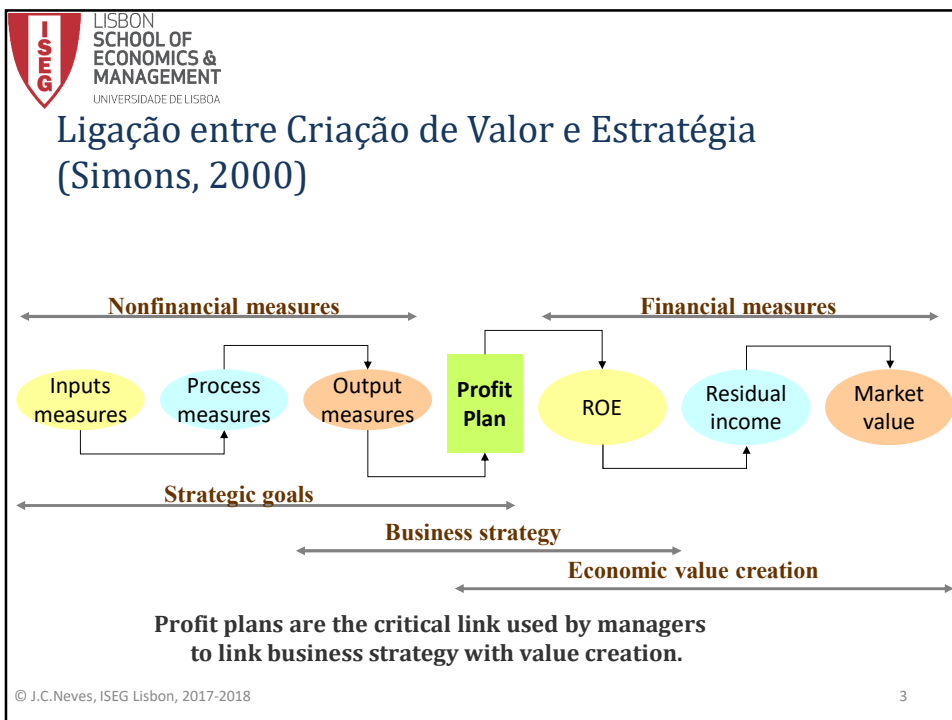 ISEG
LISBON
SCHOOL OF
ECONOMICS &
MANAGEMENT
UNIVERSIDADE DE LISBOA
Ligação entre Criação de Valor e Estratégia
(Simons, 2000)
Nonfinancial measures
Financial measures
Inputs
measures
Process
measures
Output
measures
Profit
Plan
ROE
Residual
income
Market
value
Strategic goals
Business strategy
Economic value creation
Profit plans are the critical link used by managers
to link business strategy with value creation.
© J.C.Neves, ISEG Lisbon, 2017-2018
3